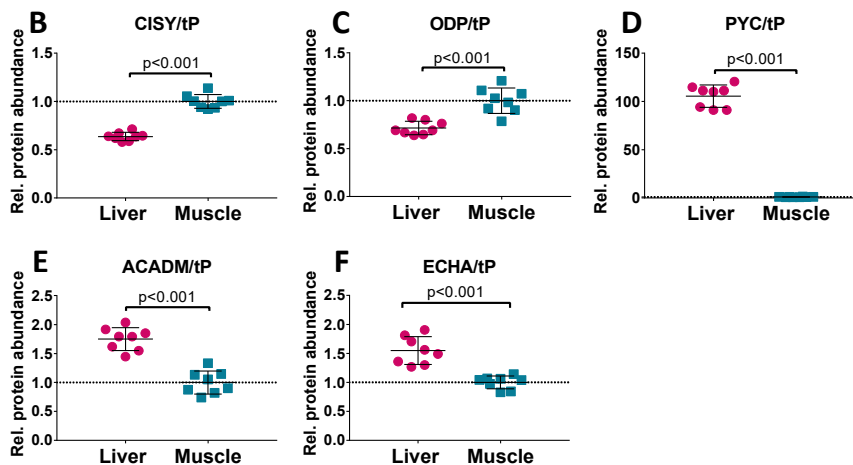 B
CISY/tP
Rel. protein abundance
1.5
1.0
0.5
0.0
p<0.001
Liver Muscle
C
ODP/tP
Rel. protein abundance
1.5
1.0
0.5
0.0
p<0.001
Liver Muscle
D
PYC/tP
Rel. protein abundance
150
100
50
0
p<0.001
Liver Muscle
E
ACADM/tP
Rel. protein abundance
2.5
2.0
1.5
1.0
0.5
0.0
p<0.001
Liver Muscle
F
ECHA/tP
Rel. protein abundance
2.5
2.0
1.5
1.0
0.5
0.0
p<0.001
Liver Muscle